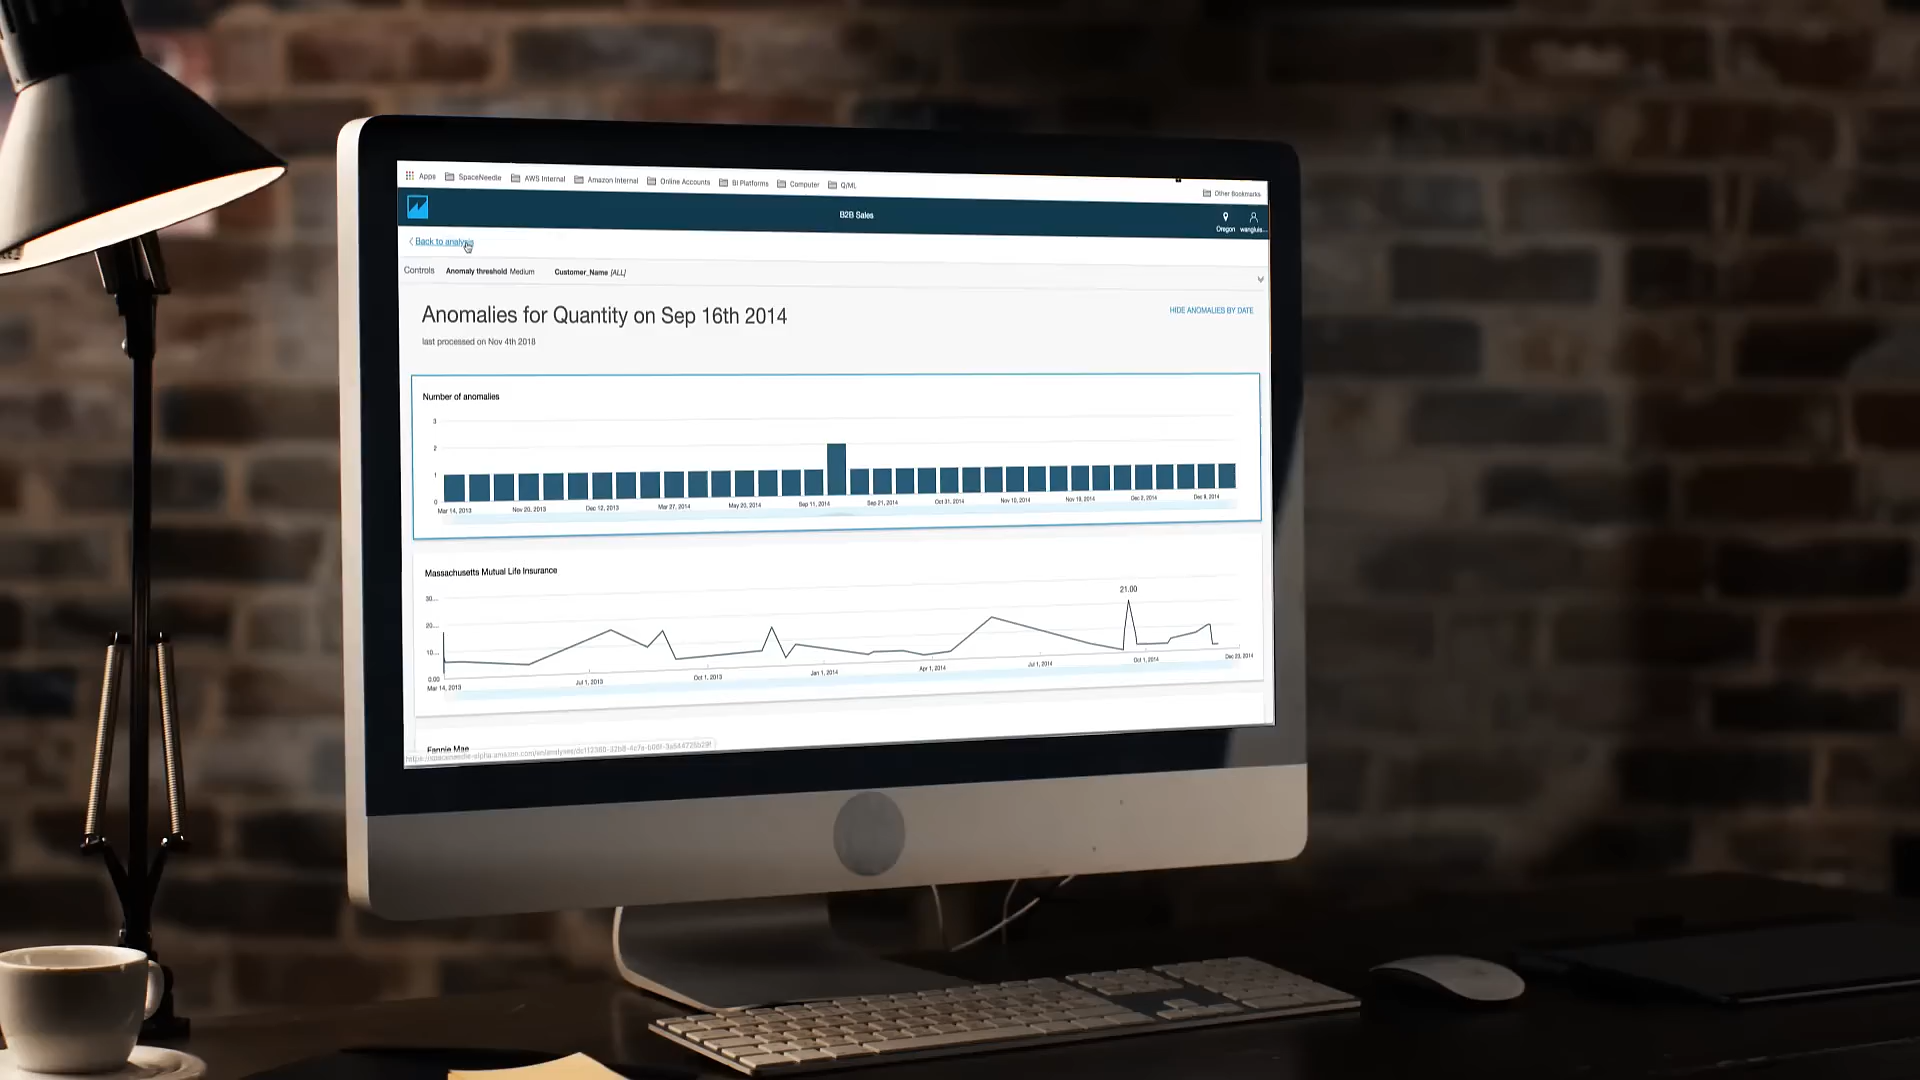 Apps SpaceNeedle AWS Internal Amazon Internal Online Accounts BI Platforms Computer Q/ML Other Bookmarks
B2B Sales
Oregon wangluis...
Back to analysis
Controls Anomaly threshold Medium Customer_Name [ALL]
Anomalies for Quantity on Sep 16th 2014
HIDE ANOMALIES BY DATE
last processed on Nov 4th 2018
Number of anomalies
3
2
1
0
Mar 14, 2013 Nov 20, 2013 Dec 12, 2013 Mar 27, 2014 May 20, 2014 Sep 11, 2014 Sep 21, 2014 Oct 31, 2014 Nov 10, 2014 Nov 19, 2014 Dec 2, 2014 Dec 8, 2014
Massachusetts Mutual Life Insurance
21.00
30...
20...
10...
0.00
Mar 14, 2013 Jul 1, 2013 Oct 1, 2013 Jan 1, 2014 Apr 1, 2014 Jul 1, 2014 Oct 1, 2014 Dec 23, 2014
Fannie Mae